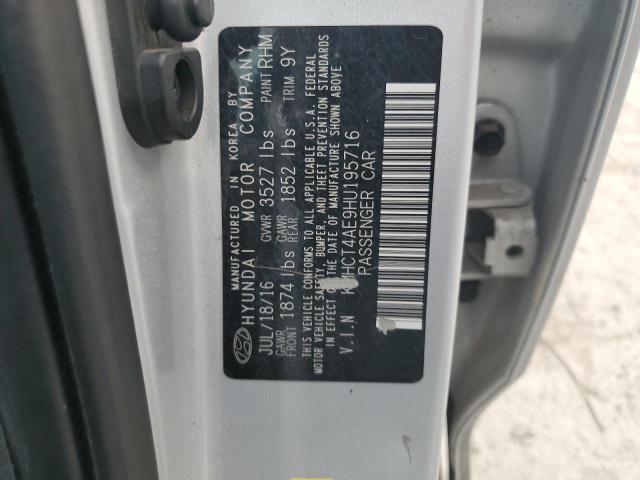 MANUFACTURED IN KOREA BY
HYUNDAI MOTOR COMPANY
JUL/18/16 GVWR 3527 lbs PAINT RHM
GAWR FRONT 1874 lbs GAWR REAR 1852 lbs TRIM 9Y
THIS VEHICLE CONFORMS TO ALL APPLICABLE U.S.A. FEDERAL
MOTOR VEHICLE SAFETY, BUMPER, AND THEFT PREVENTION STANDARDS
IN EFFECT ON THE DATE OF MANUFACTURE SHOWN ABOVE
V.I.N HCT4AE9HU195716
PASSENGER CAR